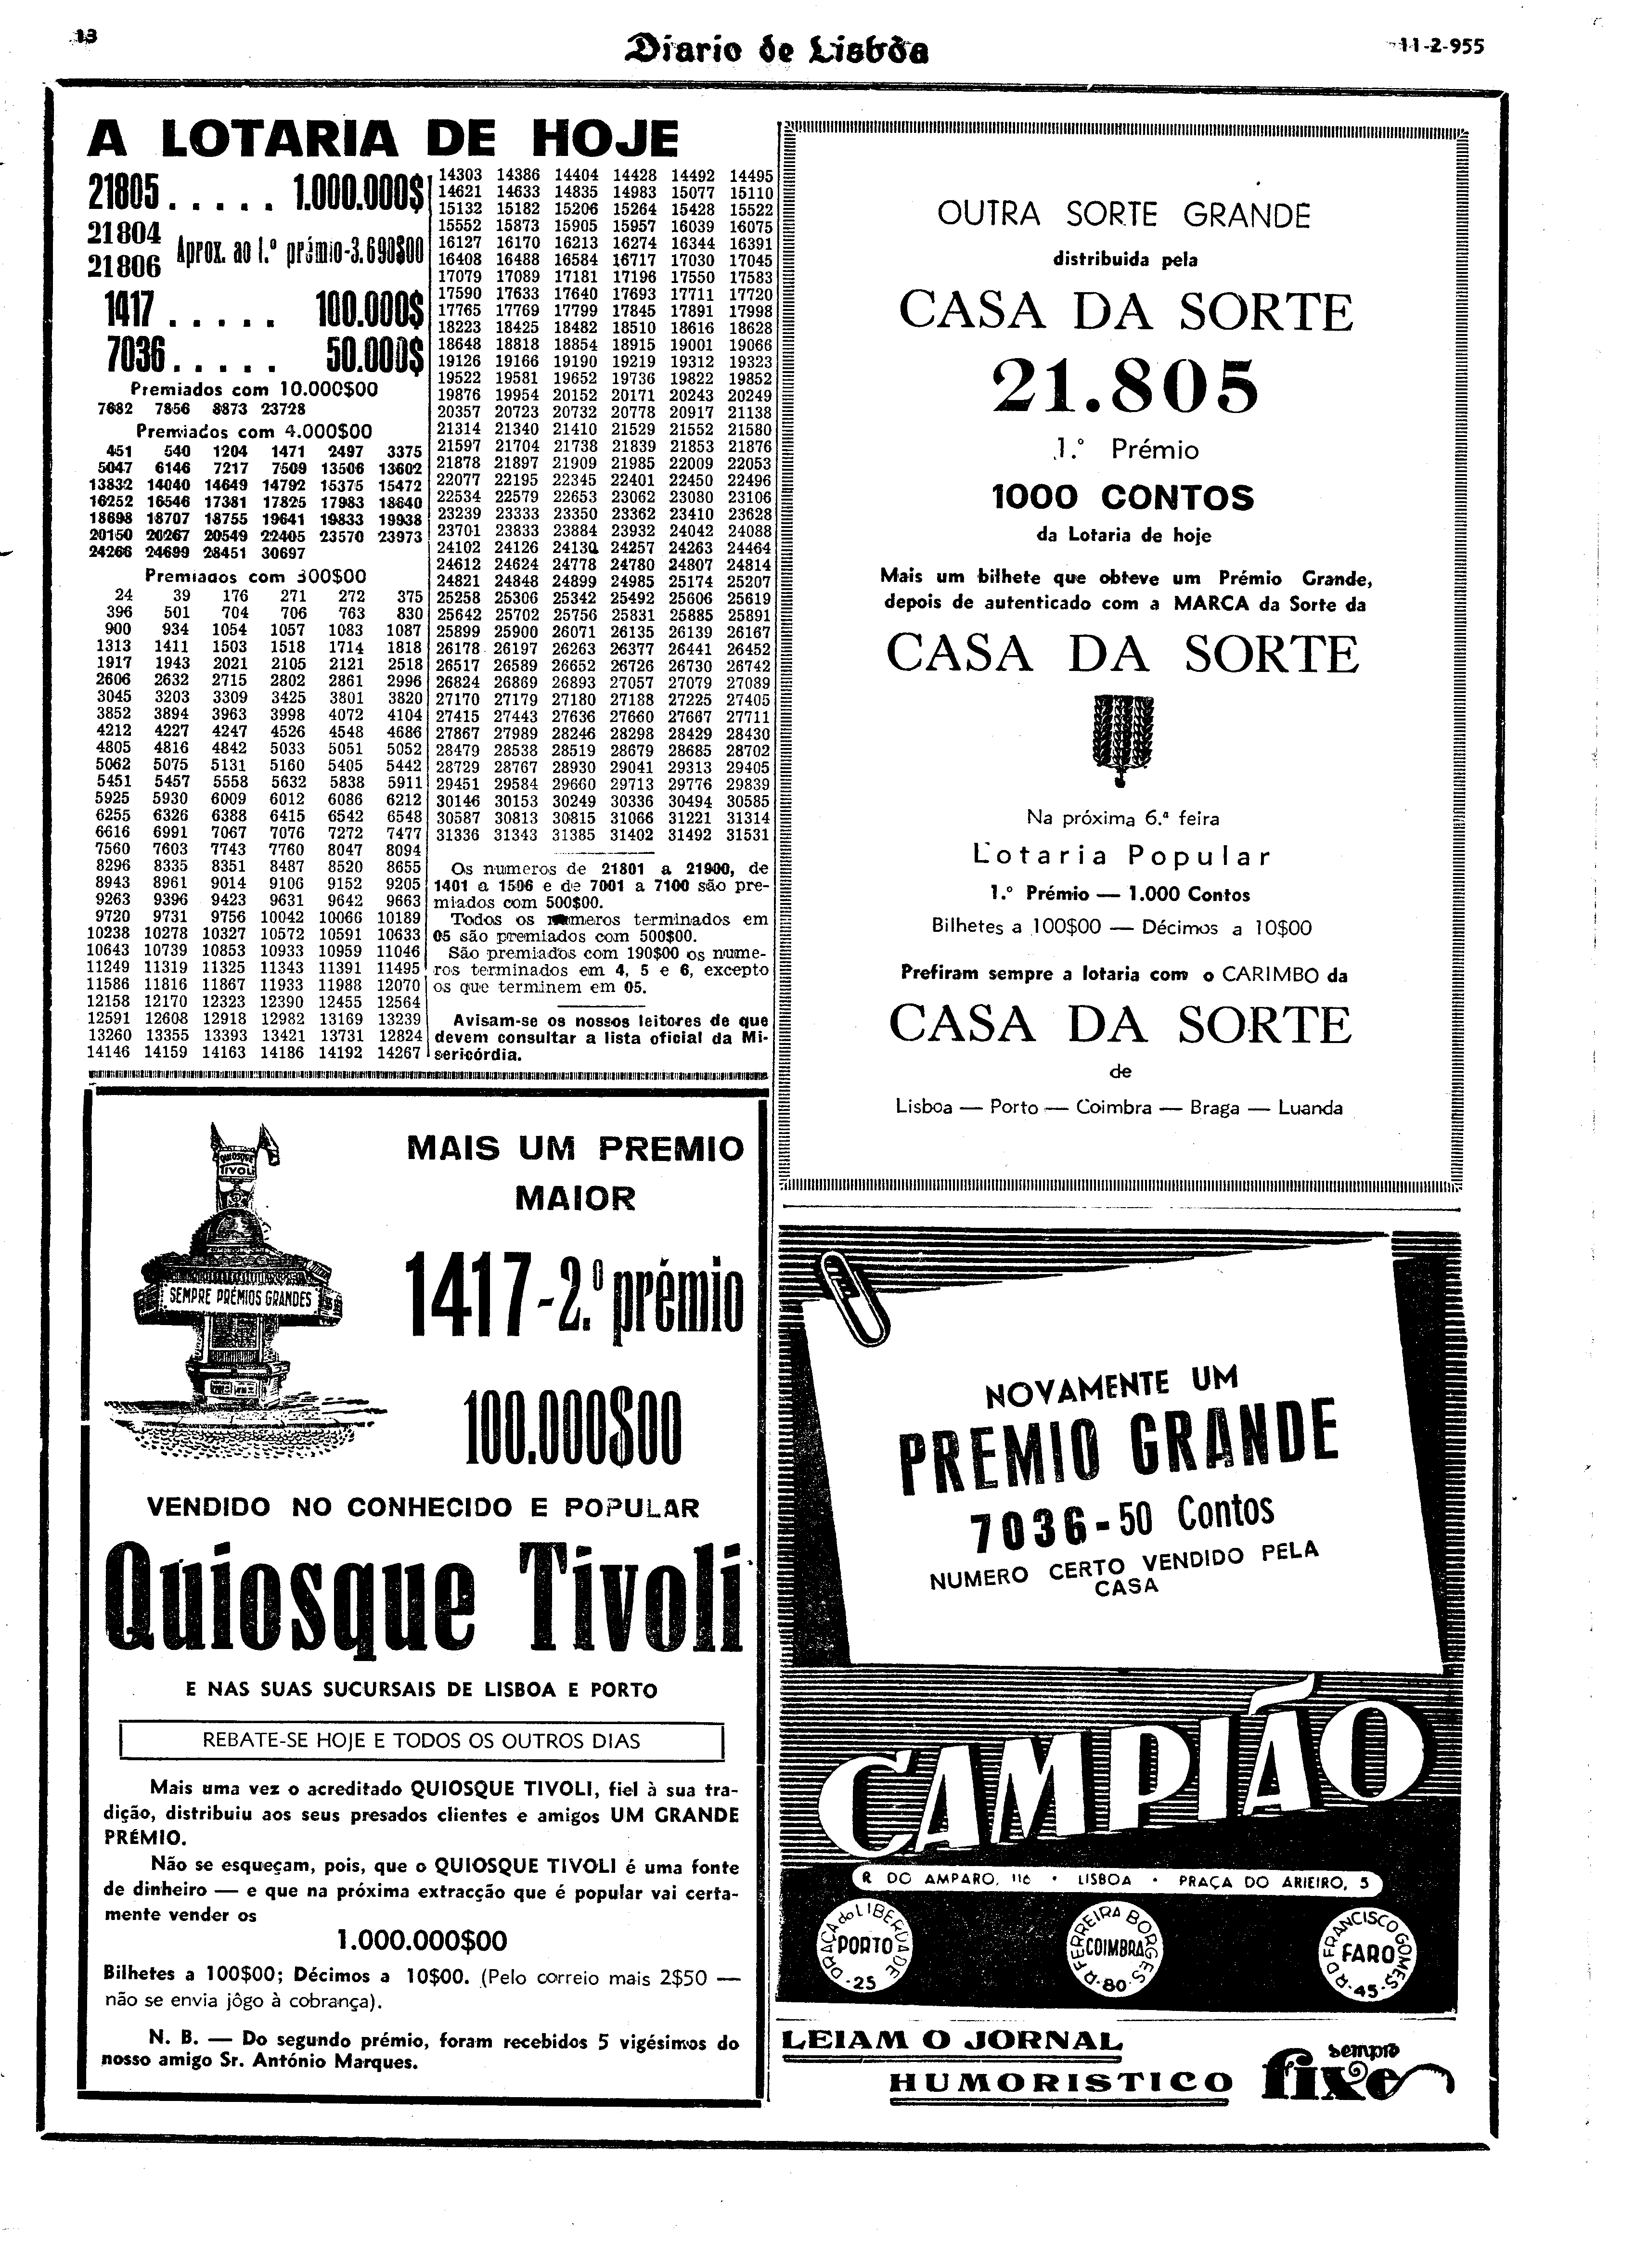 13
Diario de Lisbôa
11-2-955
A LOTARIA DE HOJE
21805 . . . . . 1.000.000$
21804
21806
Aprox. ao 1.º prémio-3.690$00
1417 . . . . . 100.000$
7036 . . . . . 50.000$
Premiados com 10.000$00
7682 7856 8873 23728
Premiados com 4.000$00
451 540 1204 1471 2497 3375
5047 6146 7217 7509 13506 13602
13832 14040 14649 14792 15375 15472
16252 16546 17381 17825 17983 18640
18698 18707 18755 19641 19833 19938
20150 20267 20549 22405 23570 23973
24266 24699 28451 30697
Premiados com 300$00
24 39 176 271 272 375
396 501 704 706 763 830
900 934 1054 1057 1083 1087
1313 1411 1503 1518 1714 1818
1917 1943 2021 2105 2121 2518
2606 2632 2715 2802 2861 2996
3045 3203 3309 3425 3801 3820
3852 3894 3963 3998 4072 4104
4212 4227 4247 4526 4548 4686
4805 4816 4842 5033 5051 5052
5062 5075 5131 5160 5405 5442
5451 5457 5558 5632 5838 5911
5925 5930 6009 6012 6086 6212
6255 6326 6388 6415 6542 6548
6616 6991 7067 7076 7272 7477
7560 7603 7743 7760 8047 8094
8296 8335 8351 8487 8520 8655
8943 8961 9014 9106 9152 9205
9263 9396 9423 9631 9642 9663
9720 9731 9756 10042 10066 10189
10238 10278 10327 10572 10591 10633
10643 10739 10853 10933 10959 11046
11249 11319 11325 11343 11391 11495
11586 11816 11867 11933 11988 12070
12158 12170 12323 12390 12455 12564
12591 12608 12918 12982 13169 13239
13260 13355 13393 13421 13731 12824
14146 14159 14163 14186 14192 14267
14303 14386 14404 14428 14492 14495
14621 14633 14835 14983 15077 15110
15132 15182 15206 15264 15428 15522
15552 15873 15905 15957 16039 16075
16127 16170 16213 16274 16344 16391
16408 16488 16584 16717 17030 17045
17079 17089 17181 17196 17550 17583
17590 17633 17640 17693 17711 17720
17765 17769 17799 17845 17891 17998
18223 18425 18482 18510 18616 18628
18648 18818 18854 18915 19001 19066
19126 19166 19190 19219 19312 19323
19522 19581 19652 19736 19822 19852
19876 19954 20152 20171 20243 20249
20357 20723 20732 20778 20917 21138
21314 21340 21410 21529 21552 21580
21597 21704 21738 21839 21853 21876
21878 21897 21909 21985 22009 22053
22077 22195 22345 22401 22450 22496
22534 22579 22653 23062 23080 23106
23239 23333 23350 23362 23410 23628
23701 23833 23884 23932 24042 24088
24102 24126 24130 24257 24263 24464
24612 24624 24778 24780 24807 24814
24821 24848 24899 24985 25174 25207
25258 25306 25342 25492 25606 25619
25642 25702 25756 25831 25885 25891
25899 25900 26071 26135 26139 26167
26178 26197 26263 26377 26441 26452
26517 26589 26652 26726 26730 26742
26824 26869 26893 27057 27079 27089
27170 27179 27180 27188 27225 27405
27415 27443 27636 27660 27667 27711
27867 27989 28246 28298 28429 28430
28479 28538 28519 28679 28685 28702
28729 28767 28930 29041 29313 29405
29451 29584 29660 29713 29776 29839
30146 30153 30249 30336 30494 30585
30587 30813 30815 31066 31221 31314
31336 31343 31385 31402 31492 31531
Os numeros de 21801 a 21900, de
1401 a 1506 e de 7001 a 7100 são pre-
miados com 500$00.
Todos os numeros terminados em
05 são premiados com 500$00.
São premiados com 190$00 os nume-
ros terminados em 4, 5 e 6, excepto
os que terminem em 05.
Avisam-se os nossos leitores de que
devem consultar a lista oficial da Mi-
sericórdia.
OUTRA SORTE GRANDE
distribuida pela
CASA DA SORTE
21.805
1.º Prémio
1000 CONTOS
da Lotaria de hoje
Mais um bilhete que obteve um Prémio Grande,
depois de autenticado com a MARCA da Sorte da
CASA DA SORTE
Na próxima 6.ª feira
Lotaria Popular
1.º Prémio — 1.000 Contos
Bilhetes a 100$00 — Décimos a 10$00
Prefiram sempre a lotaria com o CARIMBO da
CASA DA SORTE
de
Lisboa — Porto — Coimbra — Braga — Luanda
QUIOSQUE
TIVOLI
SEMPRE PRÉMIOS GRANDES
MAIS UM PREMIO
MAIOR
1417-2.º prémio
100.000$00
VENDIDO NO CONHECIDO E POPULAR
Quiosque Tivoli
E NAS SUAS SUCURSAIS DE LISBOA E PORTO
REBATE-SE HOJE E TODOS OS OUTROS DIAS
Mais uma vez o acreditado QUIOSQUE TIVOLI, fiel à sua tra-
dição, distribuiu aos seus presados clientes e amigos UM GRANDE
PRÉMIO.
Não se esqueçam, pois, que o QUIOSQUE TIVOLI é uma fonte
de dinheiro — e que na próxima extracção que é popular vai certa-
mente vender os
1.000.000$00
Bilhetes a 100$00; Décimos a 10$00. (Pelo correio mais 2$50 —
não se envia jôgo à cobrança).
N. B. — Do segundo prémio, foram recebidos 5 vigésimos do
nosso amigo Sr. António Marques.
NOVAMENTE UM
PREMIO GRANDE
7036-50 Contos
NUMERO CERTO VENDIDO PELA
CASA
CAMPIÃO
R DO AMPARO, 116 • LISBOA • PRAÇA DO ARIEIRO, 5
PRAÇA da LIBERDADE-25
PORTO
R FERREIRA BORGES-80
COIMBRA
R D FRANCISCO GOMES-45
FARO
LEIAM O JORNAL
HUMORISTICO
sempre
fixe